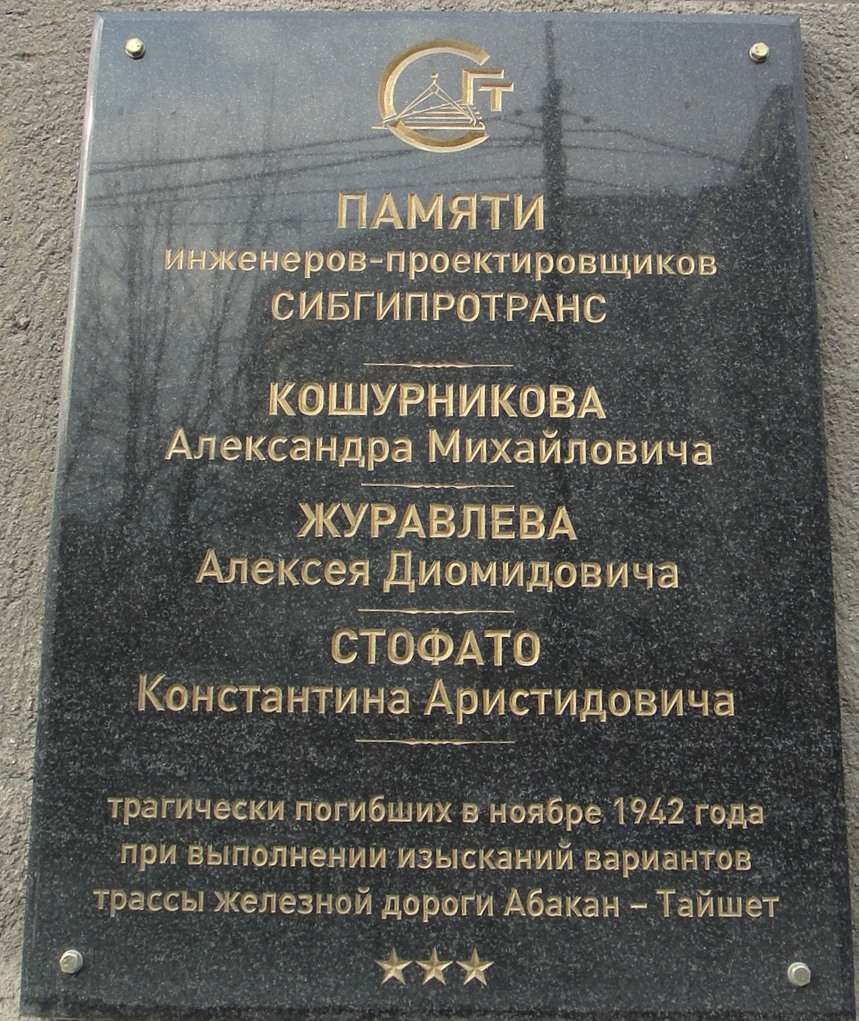 СГТ
ПАМЯТИ
инженеров-проектировщиков
СИБГИПРОТРАНС
КОШУРНИКОВА
Александра Михайловича
ЖУРАВЛЕВА
Алексея Диомидовича
СТОФАТО
Константина Аристидовича
трагически погибших в ноябре 1942 года
при выполнении изысканий вариантов
трассы железной дороги Абакан – Тайшет